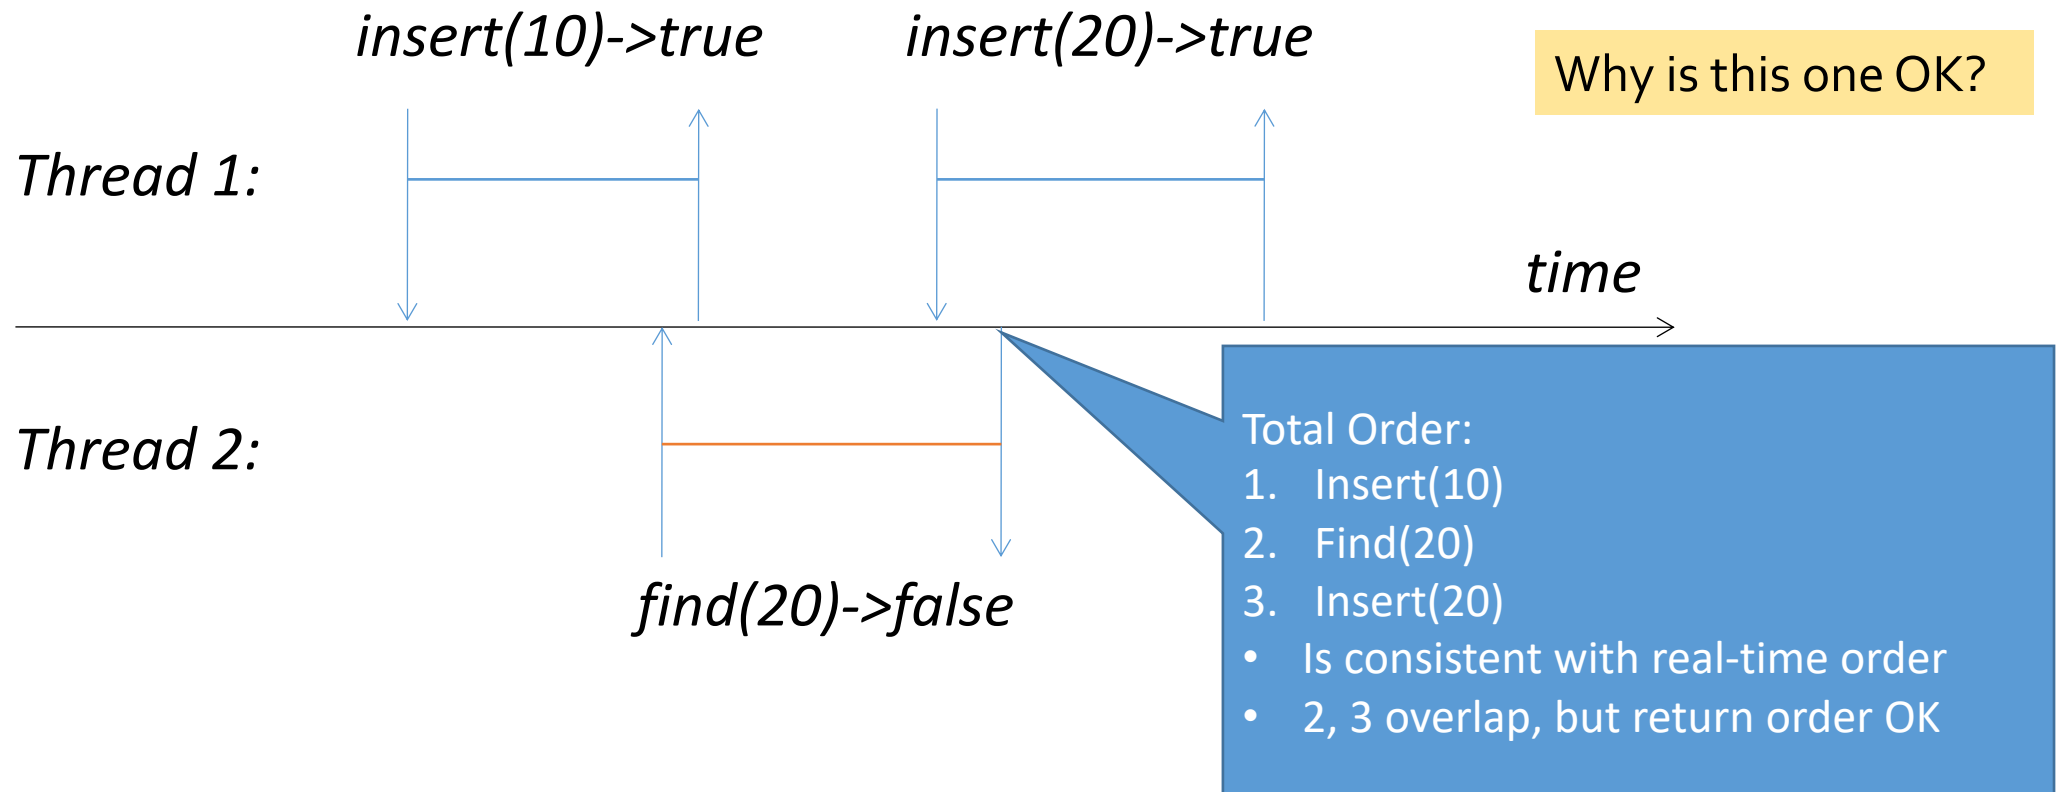 insert(10)->true
insert(20)->true
Why is this one OK?
Thread 1:
time
Thread 2:
find(20)->false
Total Order:
1. Insert(10)
2. Find(20)
3. Insert(20)
• Is consistent with real-time order
• 2, 3 overlap, but return order OK